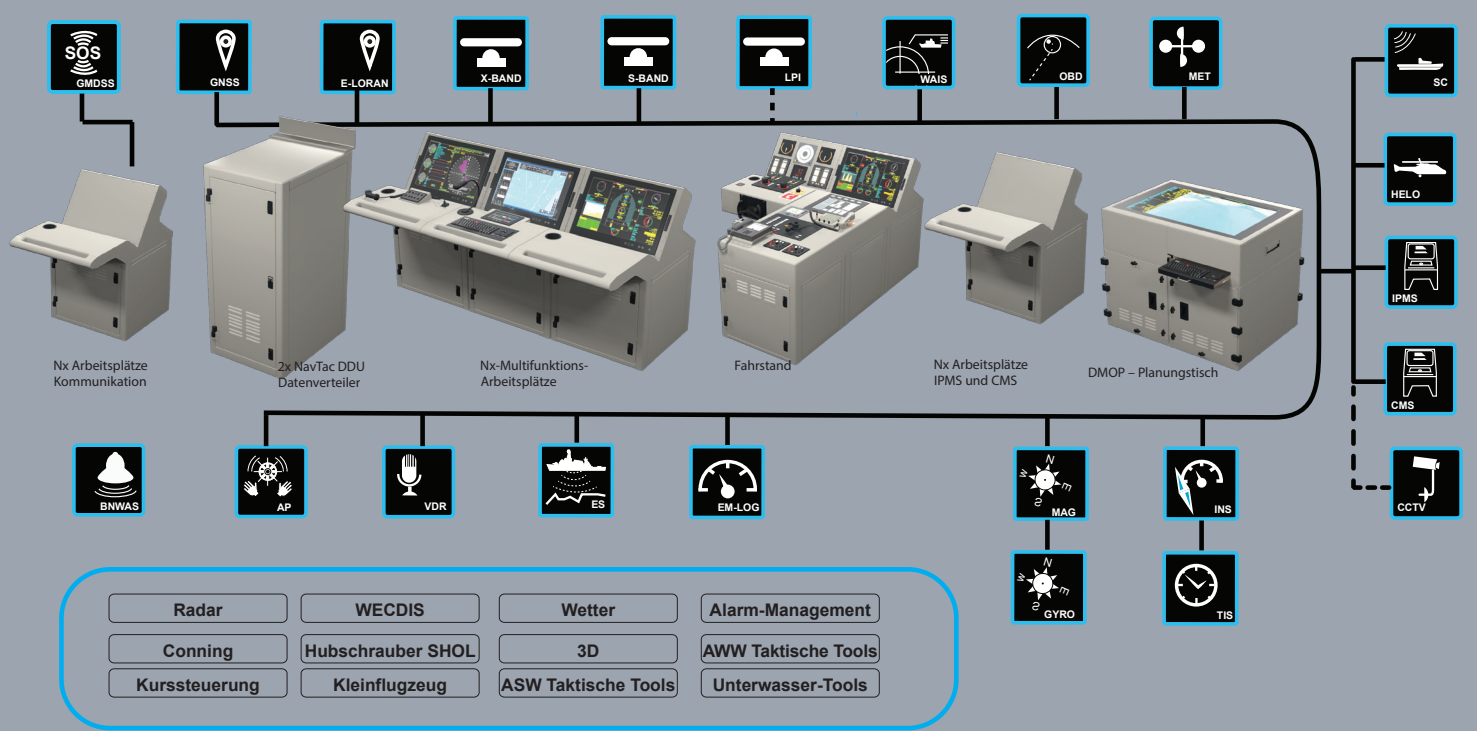 SOS
GMDSS
GNSS
E-LORAN
X-BAND
S-BAND
LPI
WAIS
OBD
MET
SC
HELO
IPMS
CMS
CCTV
Nx Arbeitsplätze
Kommunikation
2x NavTac DDU
Datenverteiler
Nx-Multifunktions-
Arbeitsplätze
Fahrstand
Nx Arbeitsplätze
IPMS und CMS
DMOP – Planungstisch
BNWAS
AP
VDR
ES
EM-LOG
N
W
E
S
MAG
INS
N
W
E
S
GYRO
TIS
Radar
WECDIS
Wetter
Alarm-Management
Conning
Hubschrauber SHOL
3D
AWW Taktische Tools
Kurssteuerung
Kleinflugzeug
ASW Taktische Tools
Unterwasser-Tools